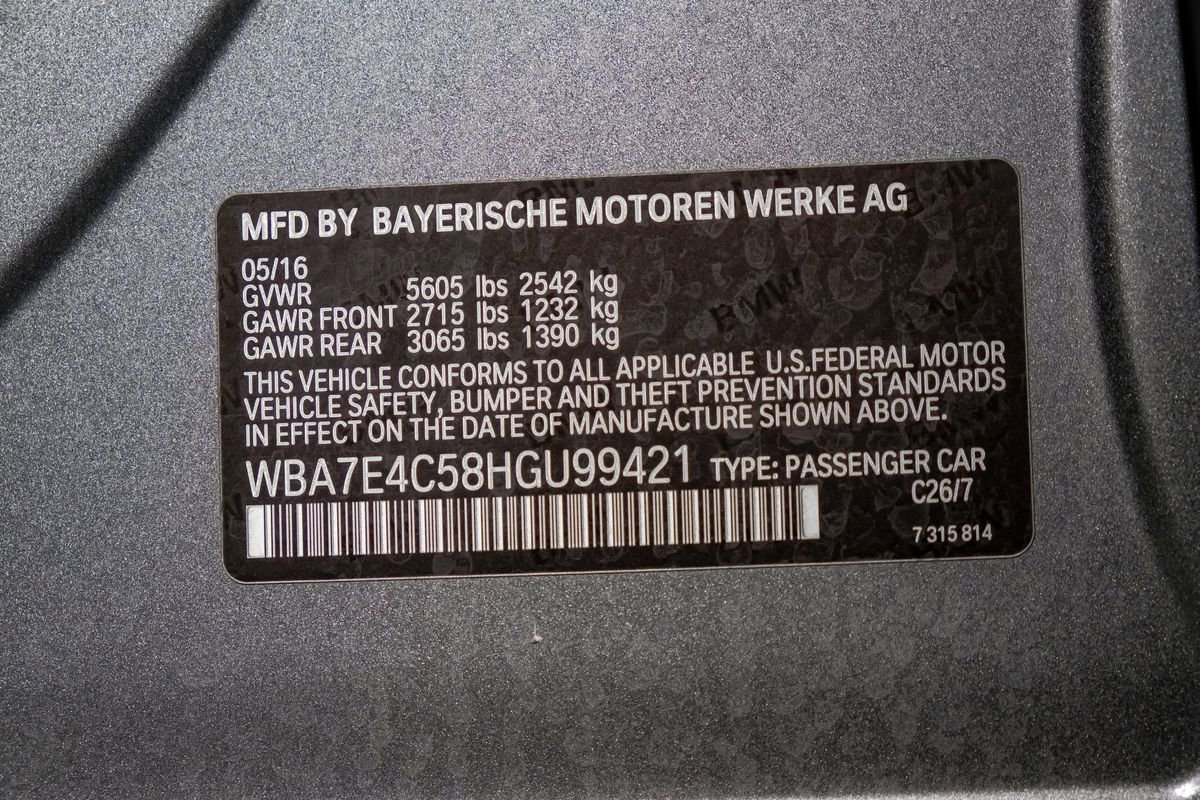 MFD BY BAYERISCHE MOTOREN WERKE AG
05/16
GVWR 5605 lbs 2542 kg
GAWR FRONT 2715 lbs 1232 kg
GAWR REAR 3065 lbs 1390 kg
THIS VEHICLE CONFORMS TO ALL APPLICABLE U.S.FEDERAL MOTOR
VEHICLE SAFETY, BUMPER AND THEFT PREVENTION STANDARDS
IN EFFECT ON THE DATE OF MANUFACTURE SHOWN ABOVE.
WBA7E4C58HGU99421 TYPE: PASSENGER CAR
C26/7
7 315 814